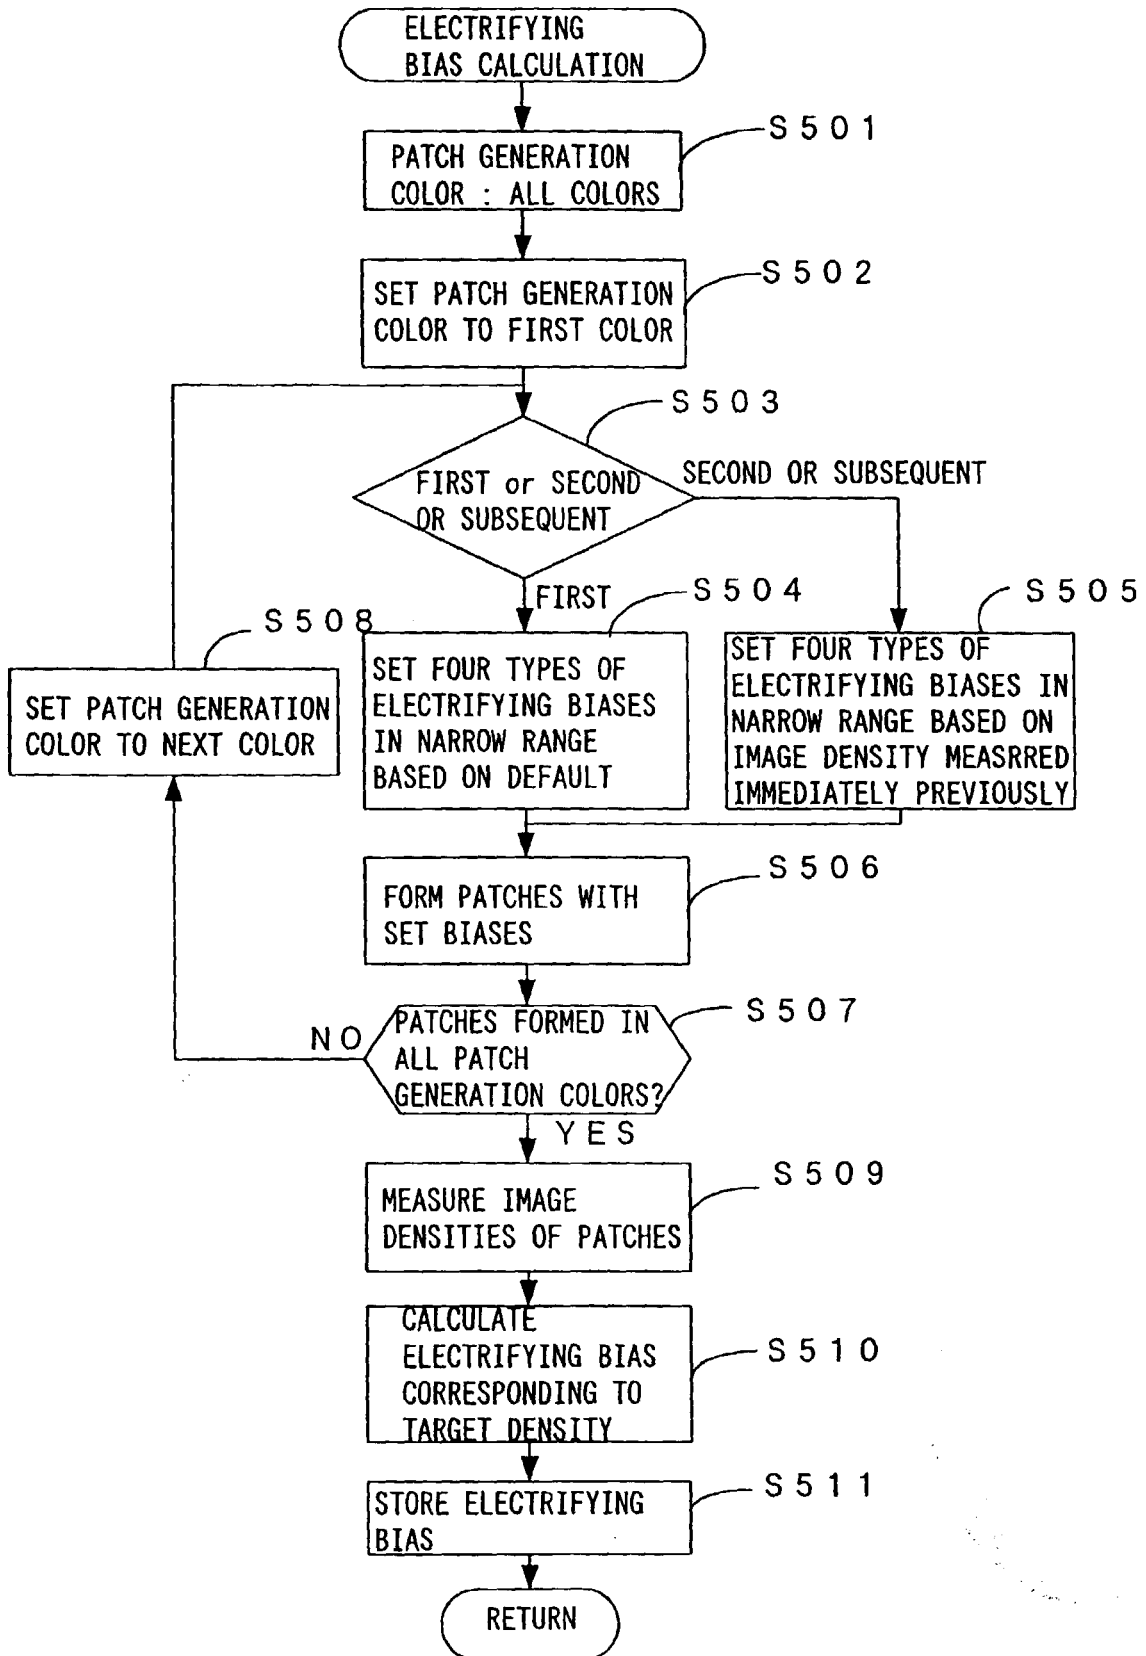 ELECTRIFYING
BIAS CALCULATION
S501
PATCH GENERATION
COLOR : ALL COLORS
S502
SET PATCH GENERATION
COLOR TO FIRST COLOR
S503
FIRST or SECOND
OR SUBSEQUENT
SECOND OR SUBSEQUENT
FIRST
S504
SET FOUR TYPES OF
ELECTRIFYING BIASES
IN NARROW RANGE
BASED ON DEFAULT
S505
SET FOUR TYPES OF
ELECTRIFYING BIASES IN
NARROW RANGE BASED ON
IMAGE DENSITY MEASRRED
IMMEDIATELY PREVIOUSLY
S508
SET PATCH GENERATION
COLOR TO NEXT COLOR
S506
FORM PATCHES WITH
SET BIASES
S507
PATCHES FORMED IN
ALL PATCH
GENERATION COLORS?
NO
YES
S509
MEASURE IMAGE
DENSITIES OF PATCHES
S510
CALCULATE
ELECTRIFYING BIAS
CORRESPONDING TO
TARGET DENSITY
S511
STORE ELECTRIFYING
BIAS
RETURN